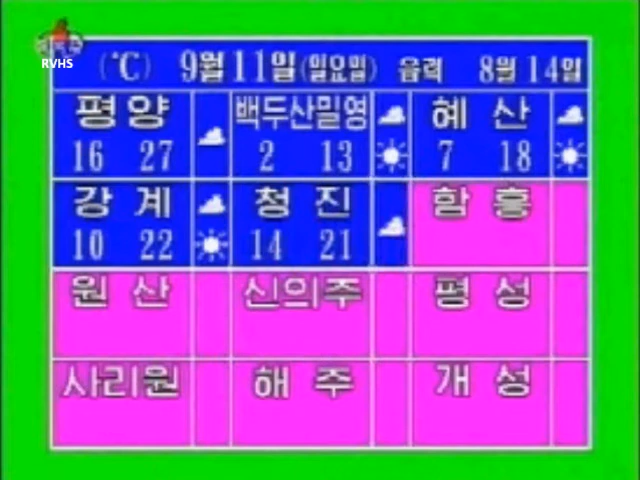 RVHS
(℃) 9월 11일 (일요일) 음력 8월 14일
평양 백두산밀영 혜산
16 27 2 13 7 18
강계 청진 함흥
10 22 14 21
원산 신의주 평성
사리원 해주 개성